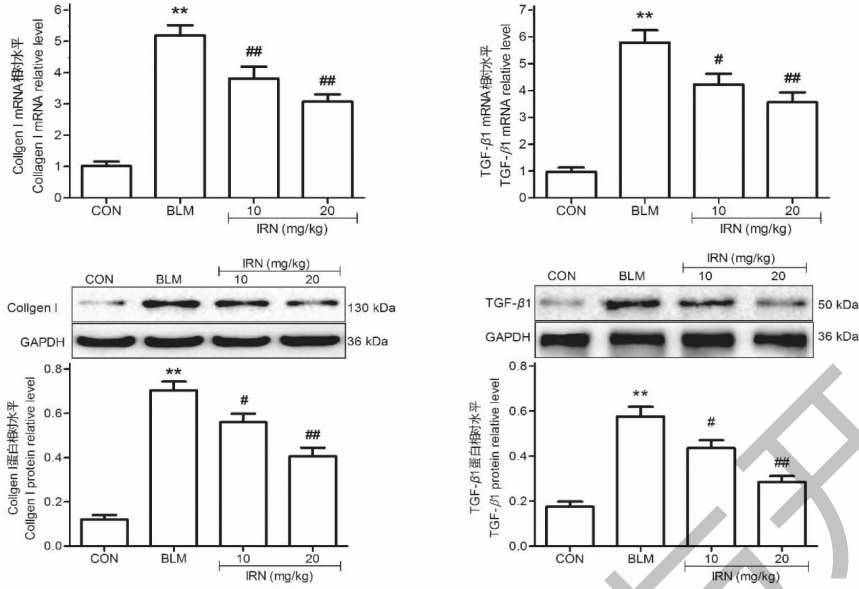 Collgen I mRNA相对水平
Collagen I mRNA relative level
6
5
4
3
2
1
0
**
##
##
CON
BLM
10
20
IRN (mg/kg)
TGF-β1 mRNA相对水平
TGF-β1 mRNA relative level
7
6
5
4
3
2
1
0
**
#
##
CON
BLM
10
20
IRN (mg/kg)
IRN (mg/kg)
CON BLM 10 20
Collgen I 130 kDa
GAPDH 36 kDa
IRN (mg/kg)
CON BLM 10 20
TGF-β1 50 kDa
GAPDH 36 kDa
Collgen I蛋白相对水平
Collgen I protein relative level
0.8
0.6
0.4
0.2
0.0
**
#
##
CON
BLM
10
20
IRN (mg/kg)
TGF-β1蛋白相对水平
TGF-β1 protein relative level
0.8
0.6
0.4
0.2
0.0
**
#
##
CON
BLM
10
20
IRN (mg/kg)